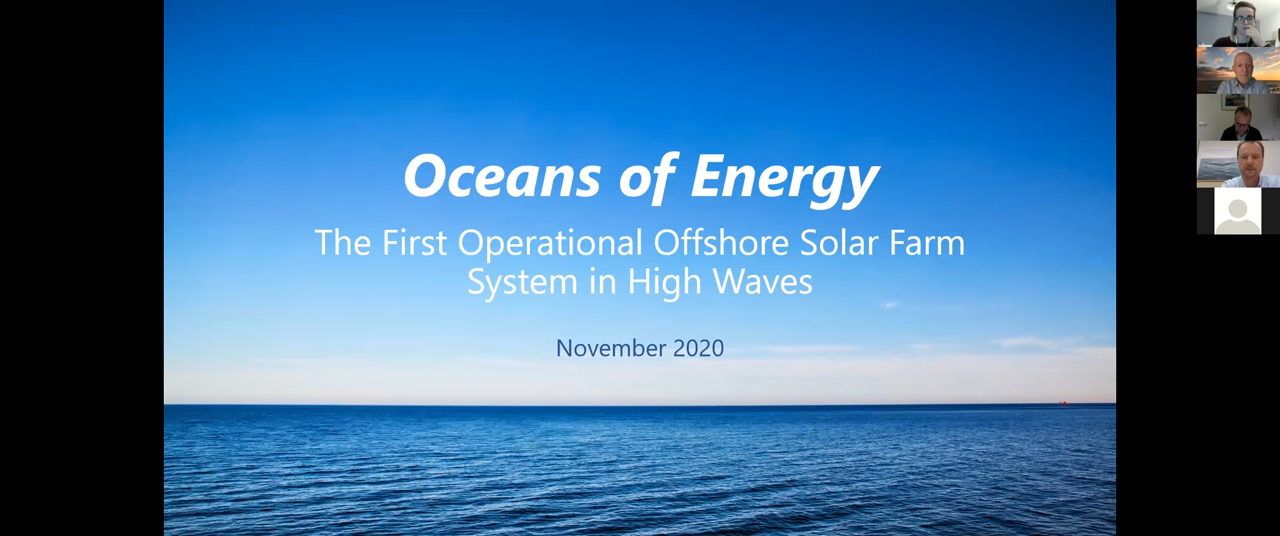 Oceans of Energy
The First Operational Offshore Solar Farm
System in High Waves
November 2020